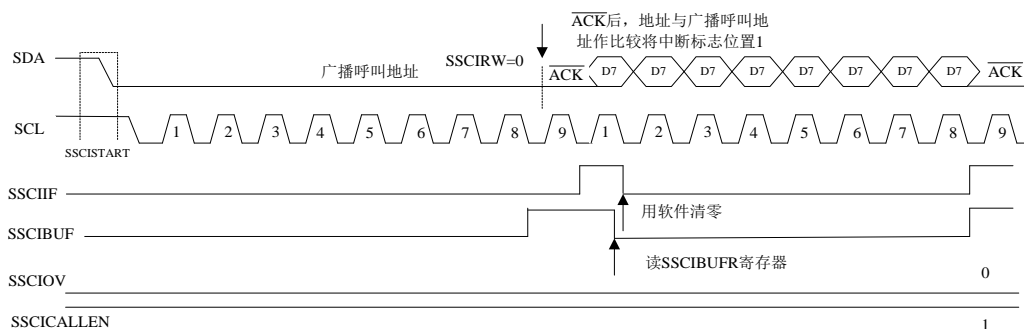 ACK后，地址与广播呼叫地
址作比较将中断标志位置1
SDA
广播呼叫地址
SSCIRW=0
ACK
D7 D7 D7 D7 D7 D7 D7 D7
ACK
SCL
1 2 3 4 5 6 7 8 9 1 2 3 4 5 6 7 8 9
SSCISTART
SSCIIF
用软件清零
SSCIBUF
读SSCIBUFR寄存器
SSCIOV
0
SSCICALLEN
1